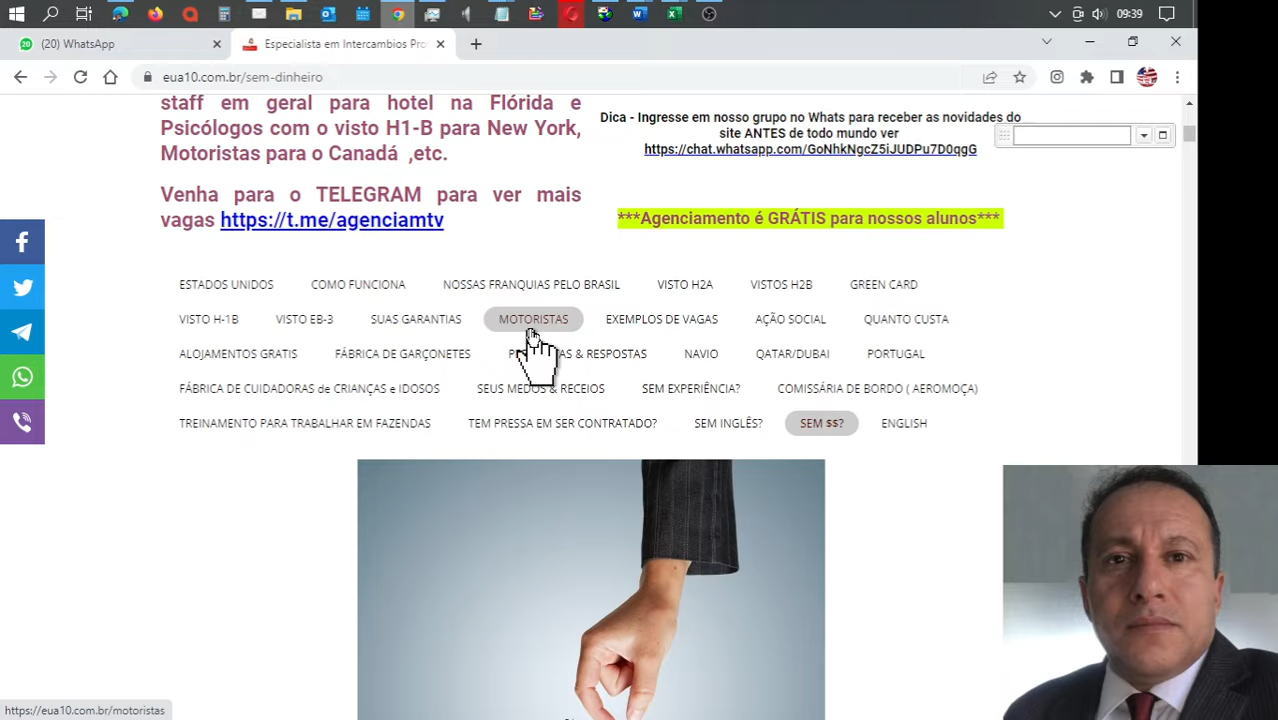 09:39
(20) WhatsApp
Especialista em Intercambios Pro
eua10.com.br/sem-dinheiro
staff em geral para hotel na Flórida e
Psicólogos com o visto H1-B para New York,
Motoristas para o Canadá ,etc.
Venha para o TELEGRAM para ver mais
vagas https://t.me/agenciamtv
Dica - Ingresse em nosso grupo no Whats para receber as novidades do
site ANTES de todo mundo ver
https://chat.whatsapp.com/GoNhkNgcZ5iJUDPu7D0qgG
***Agenciamento é GRÁTIS para nossos alunos***
ESTADOS UNIDOS COMO FUNCIONA NOSSAS FRANQUIAS PELO BRASIL VISTO H2A VISTOS H2B GREEN CARD
VISTO H-1B VISTO EB-3 SUAS GARANTIAS MOTORISTAS EXEMPLOS DE VAGAS AÇÃO SOCIAL QUANTO CUSTA
ALOJAMENTOS GRATIS FÁBRICA DE GARÇONETES & RESPOSTAS NAVIO QATAR/DUBAI PORTUGAL
FÁBRICA DE CUIDADORAS de CRIANÇAS e IDOSOS SEUS MEDOS & RECEIOS SEM EXPERIÊNCIA? COMISSÁRIA DE BORDO ( AEROMOÇA)
TREINAMENTO PARA TRABALHAR EM FAZENDAS TEM PRESSA EM SER CONTRATADO? SEM INGLÊS? SEM $$? ENGLISH
https://eua10.com.br/motoristas